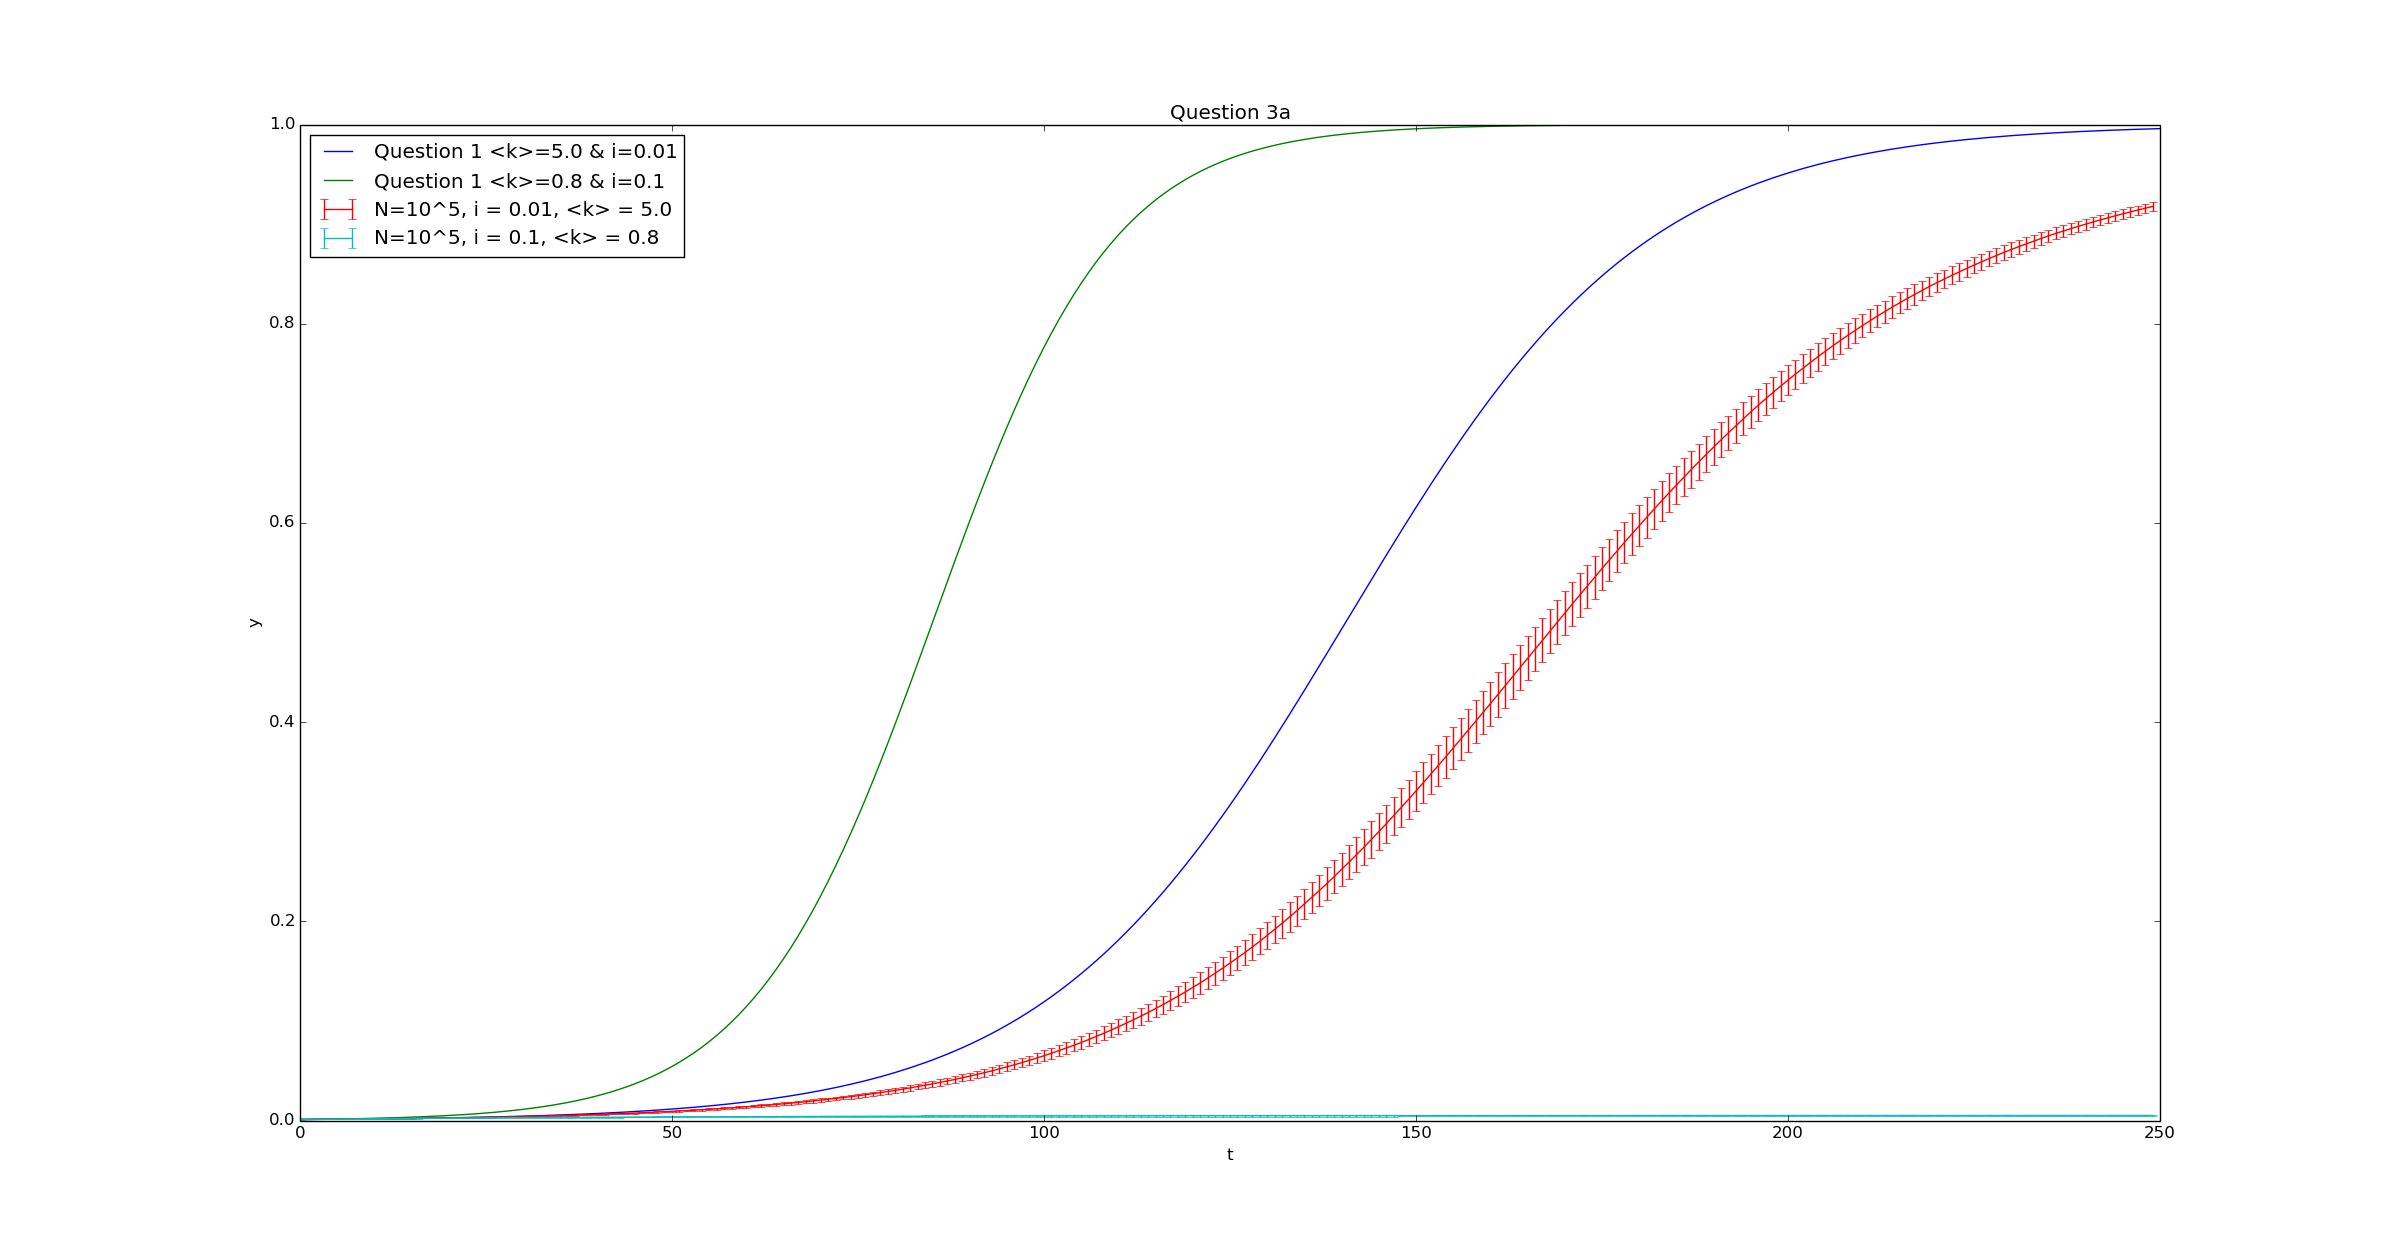 Question 3a
1.0
0.8
0.6
0.4
0.2
0.0
y
Question 1 <k>=5.0 & i=0.01
Question 1 <k>=0.8 & i=0.1
N=10^5, i = 0.01, <k> = 5.0
N=10^5, i = 0.1, <k> = 0.8
0 50 100 150 200 250
t